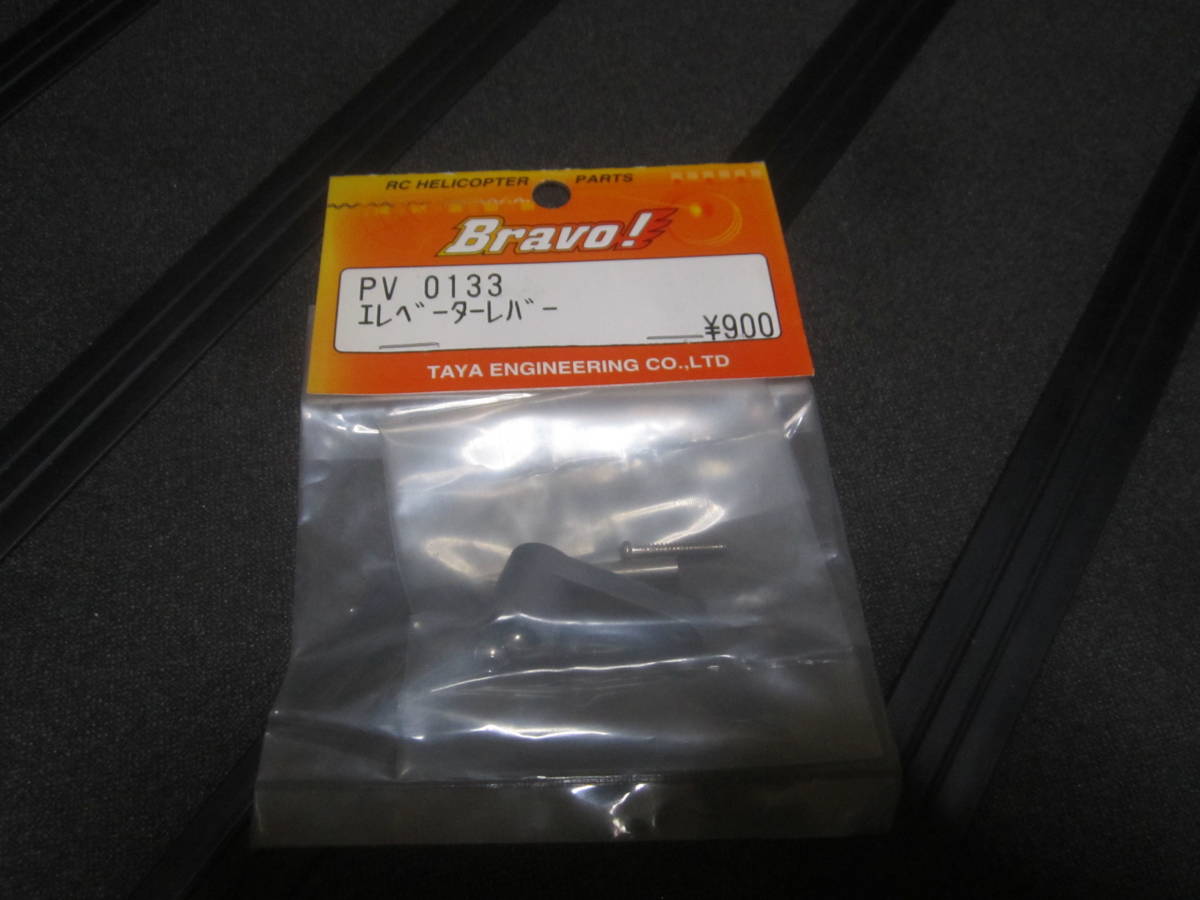 RC HELICOPTER PARTS
Bravo!
PV 0133
ｴﾚﾍﾞｰﾀｰﾚﾊﾞｰ
¥900
TAYA ENGINEERING CO.,LTD